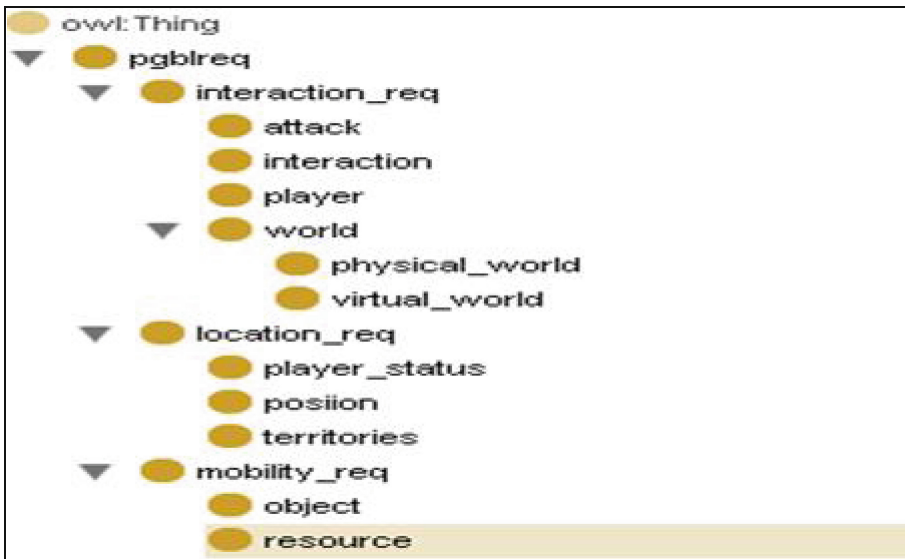 owl:Thing
pgblreq
interaction_req
attack
interaction
player
world
physical_world
virtual_world
location_req
player_status
posiion
territories
mobility_req
object
resource